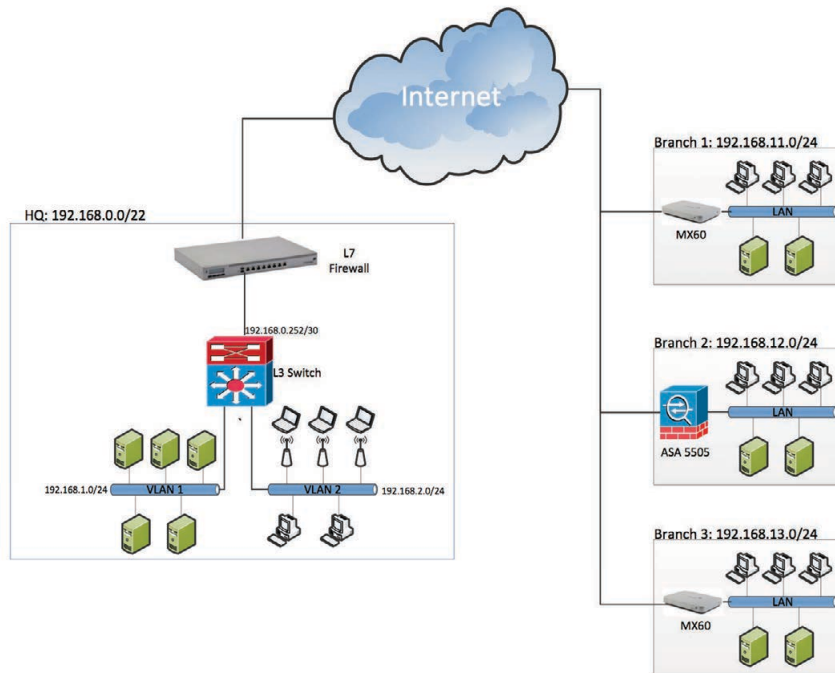 Internet
HQ: 192.168.0.0/22
L7
Firewall
192.168.0.252/30
L3 Switch
192.168.1.0/24
VLAN 1
VLAN 2
192.168.2.0/24
Branch 1: 192.168.11.0/24
MX60
LAN
Branch 2: 192.168.12.0/24
ASA 5505
LAN
Branch 3: 192.168.13.0/24
MX60
LAN